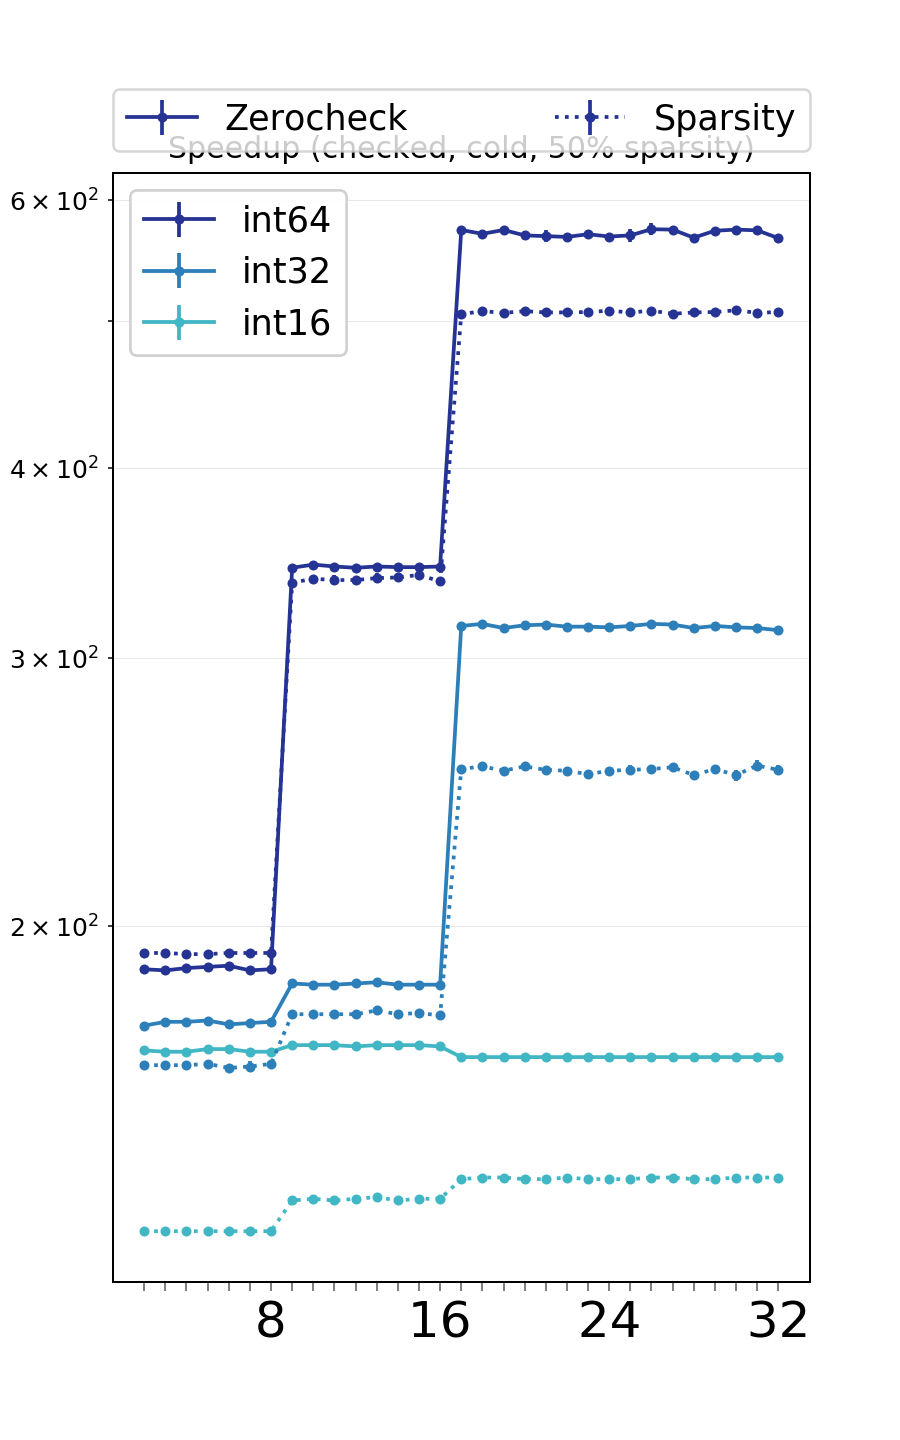 Zerocheck Sparsity
Speedup (checked, cold, 50% sparsity)
6 × 10²
int64
int32
int16
4 × 10²
3 × 10²
2 × 10²
8 16 24 32